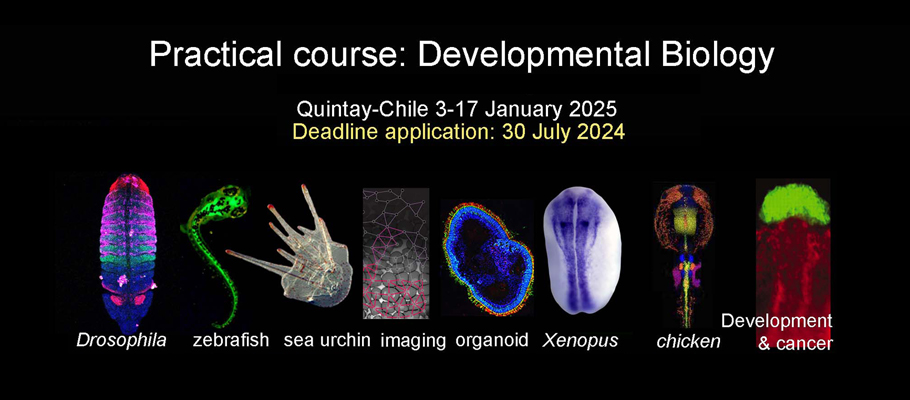 Practical course: Developmental Biology
Quintay-Chile 3-17 January 2025
Deadline application: 30 July 2024
Drosophila zebrafish sea urchin imaging organoid Xenopus chicken Development
& cancer